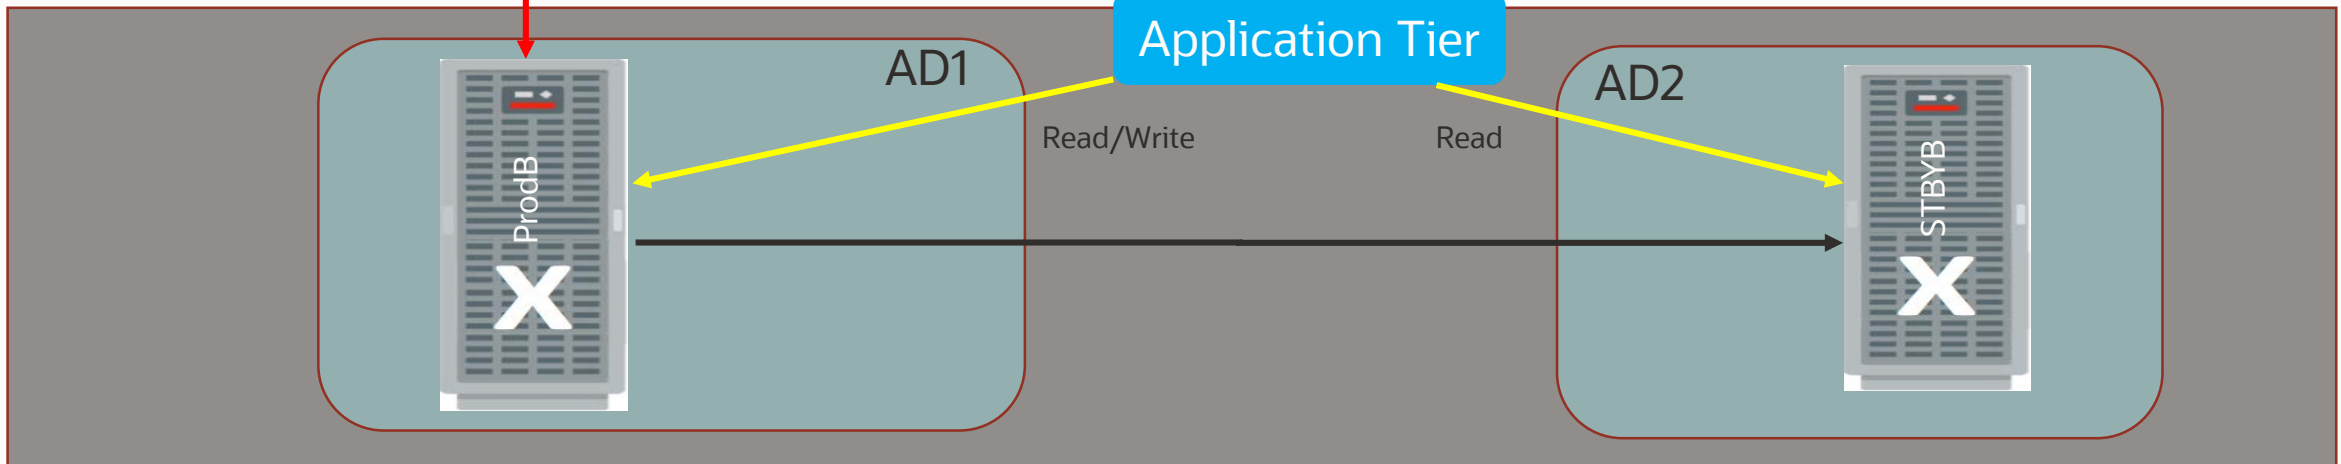 Application Tier
AD1
AD2
Read/Write
Read
ProdB
STBYB
X
X